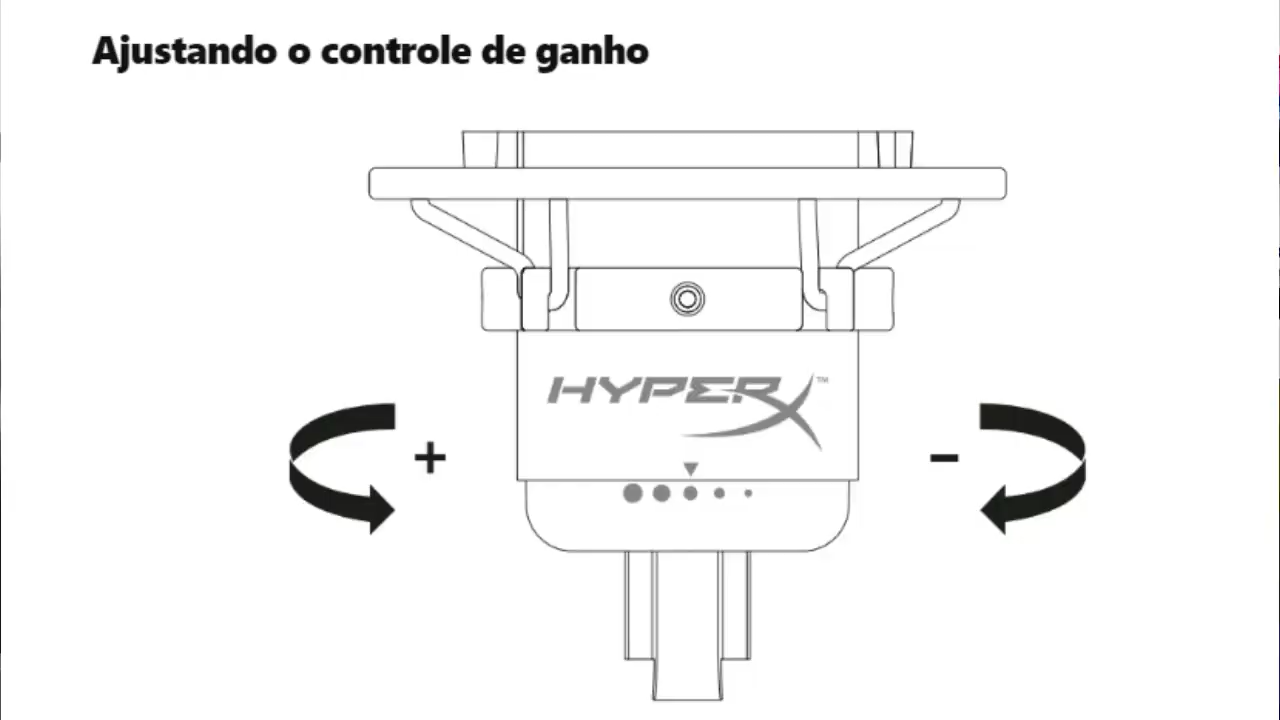 Ajustando o controle de ganho
HYPERX™
+
−